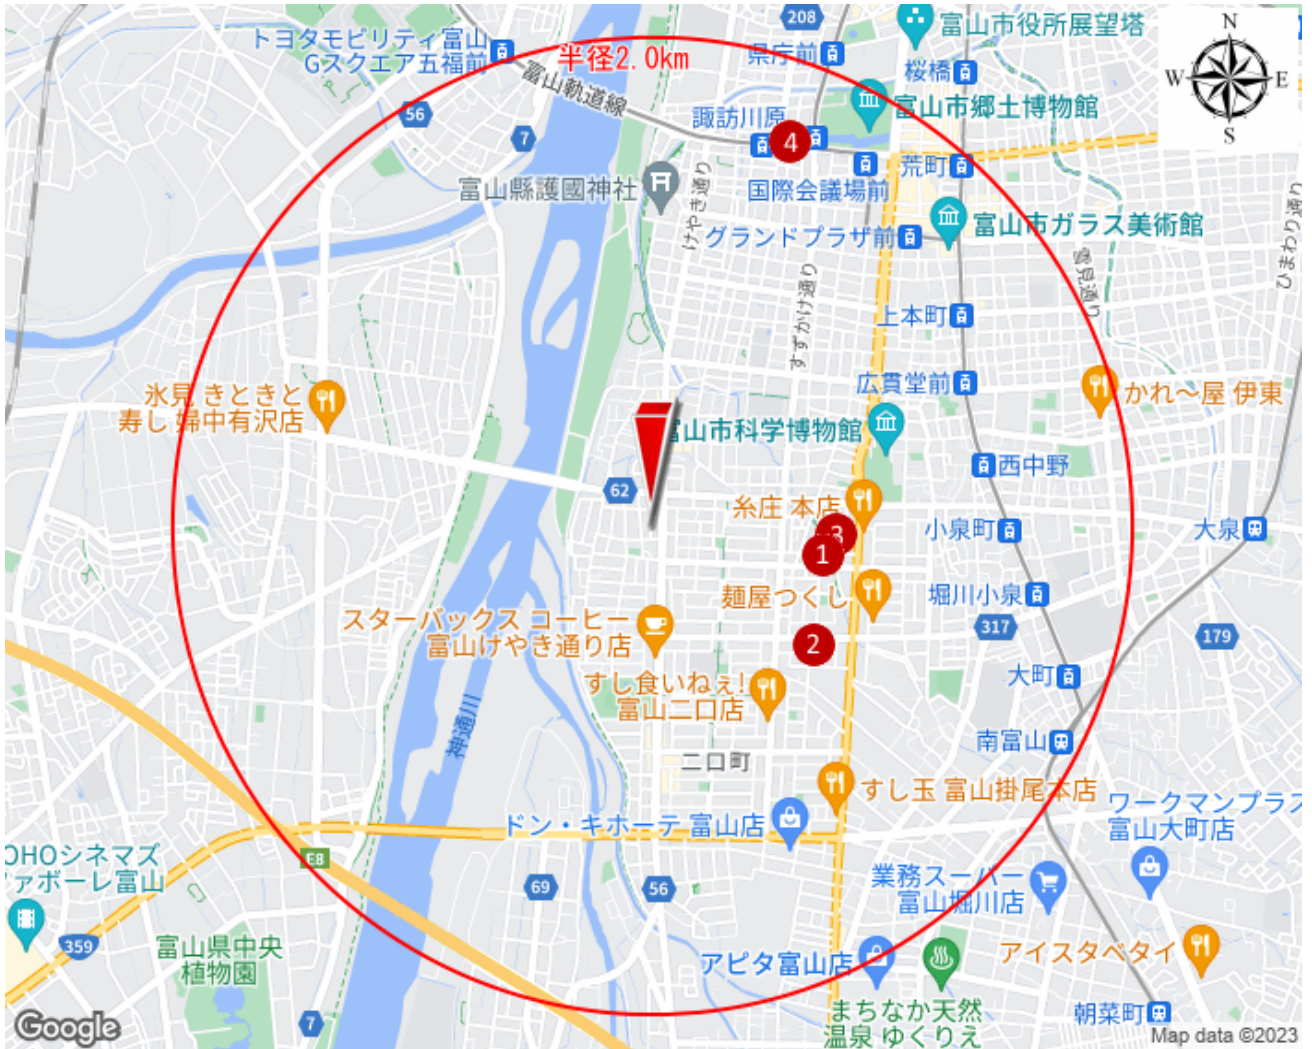 208
富山市役所展望塔
N
W
E
S
トヨタモビリティ富山
Gスクエア五福前
半径2.0km
県庁前
桜橋
富山軌道線
56
7
諏訪川原
4
富山市郷土博物館
荒町
富山縣護國神社
国際会議場前
けやき通り
グランドプラザ前
富山市ガラス美術館
雪見通り
ひまわり通り
すずかけ通り
上本町
広貫堂前
氷見 きときと
寿し 婦中有沢店
かれ〜屋 伊東
富山市科学博物館
西中野
62
糸庄 本店
3
1
小泉町
大泉
麺屋つくし
堀川小泉
スターバックス コーヒー
富山けやき通り店
2
317
179
すし食いねぇ!
富山二口店
大町
神通川
南富山
二口町
すし玉 富山掛尾本店
ドン・キホーテ 富山店
ワークマンプラス
富山大町店
OHOシネマズ
ァボーレ富山
E8
69
56
業務スーパー
富山堀川店
359
富山県中央
植物園
アピタ富山店
アイスタベタイ
まちなか天然
温泉 ゆくりえ
朝菜町
7
Google
Map data ©2023